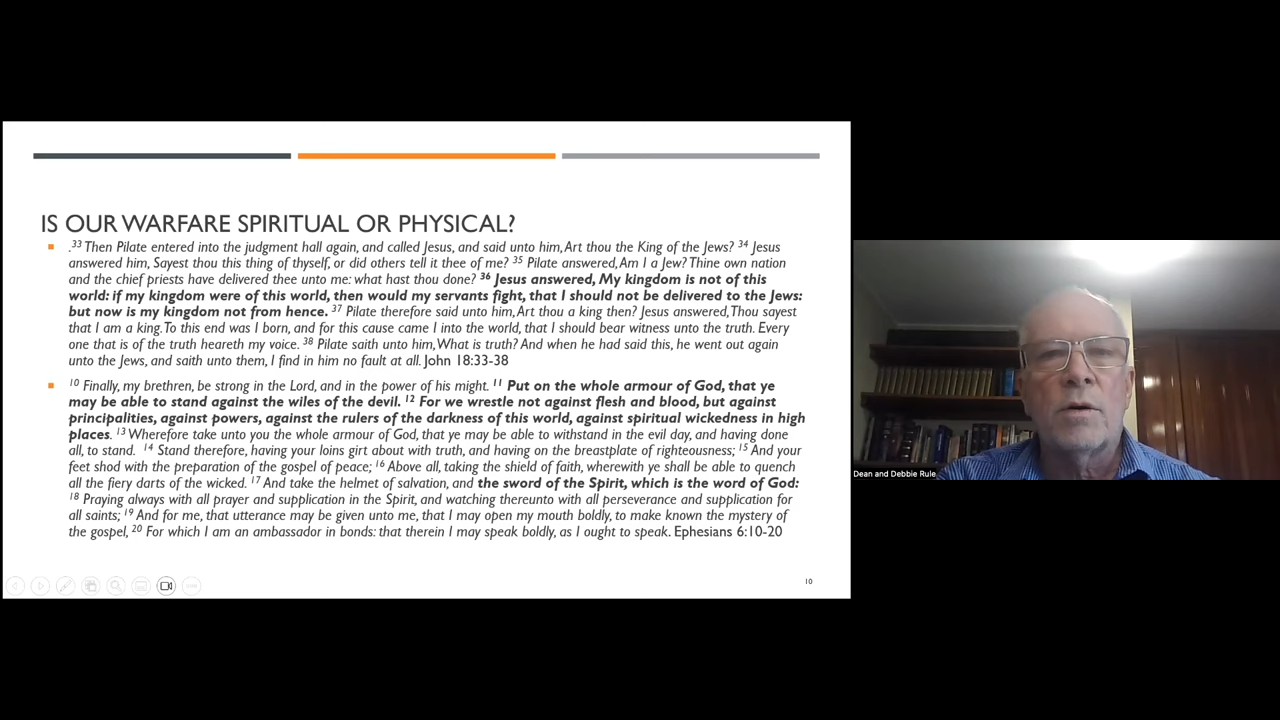 IS OUR WARFARE SPIRITUAL OR PHYSICAL?
.33 Then Pilate entered into the judgment hall again, and called Jesus, and said unto him, Art thou the King of the Jews? 34 Jesus
answered him, Sayest thou this thing of thyself, or did others tell it thee of me? 35 Pilate answered, Am I a Jew? Thine own nation
and the chief priests have delivered thee unto me: what hast thou done? 36 Jesus answered, My kingdom is not of this
world: if my kingdom were of this world, then would my servants fight, that I should not be delivered to the Jews:
but now is my kingdom not from hence. 37 Pilate therefore said unto him, Art thou a king then? Jesus answered, Thou sayest
that I am a king. To this end was I born, and for this cause came I into the world, that I should bear witness unto the truth. Every
one that is of the truth heareth my voice. 38 Pilate saith unto him, What is truth? And when he had said this, he went out again
unto the Jews, and saith unto them, I find in him no fault at all. John 18:33-38
10 Finally, my brethren, be strong in the Lord, and in the power of his might. 11 Put on the whole armour of God, that ye
may be able to stand against the wiles of the devil. 12 For we wrestle not against flesh and blood, but against
principalities, against powers, against the rulers of the darkness of this world, against spiritual wickedness in high
places. 13 Wherefore take unto you the whole armour of God, that ye may be able to withstand in the evil day, and having done
all, to stand. 14 Stand therefore, having your loins girt about with truth, and having on the breastplate of righteousness; 15 And your
feet shod with the preparation of the gospel of peace; 16 Above all, taking the shield of faith, wherewith ye shall be able to quench
all the fiery darts of the wicked. 17 And take the helmet of salvation, and the sword of the Spirit, which is the word of God:
18 Praying always with all prayer and supplication in the Spirit, and watching thereunto with all perseverance and supplication for
all saints; 19 And for me, that utterance may be given unto me, that I may open my mouth boldly, to make known the mystery of
the gospel, 20 For which I am an ambassador in bonds: that therein I may speak boldly, as I ought to speak. Ephesians 6:10-20
10
Dean and Debbie Rule